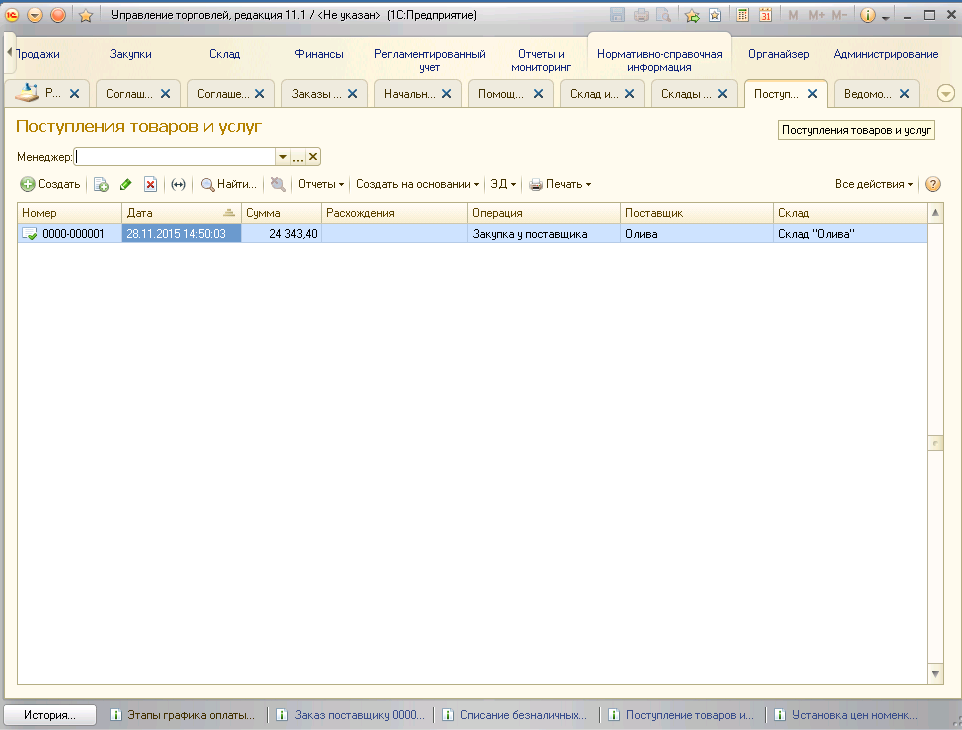 Управление торговлей, редакция 11.1 / <Не указан> (1С:Предприятие)
M M+ M-
Продажи Закупки Склад Финансы Регламентированный учет Отчеты и мониторинг Нормативно-справочная информация Органайзер Администрирование
Р... Соглаш... Соглаше... Заказы ... Начальн... Помощ... Склад и... Склады ... Поступ... Ведомо...
Поступления товаров и услуг
Поступления товаров и услуг
Менеджер:
Создать Найти... Отчеты Создать на основании ЭД Печать Все действия
Номер Дата Сумма Расхождения Операция Поставщик Склад
0000-000001 28.11.2015 14:50:03 24 343,40 Закупка у поставщика Олива Склад "Олива"
История... Этапы графика оплаты... Заказ поставщику 0000... Списание безналичных... Поступление товаров и... Установка цен номенк...